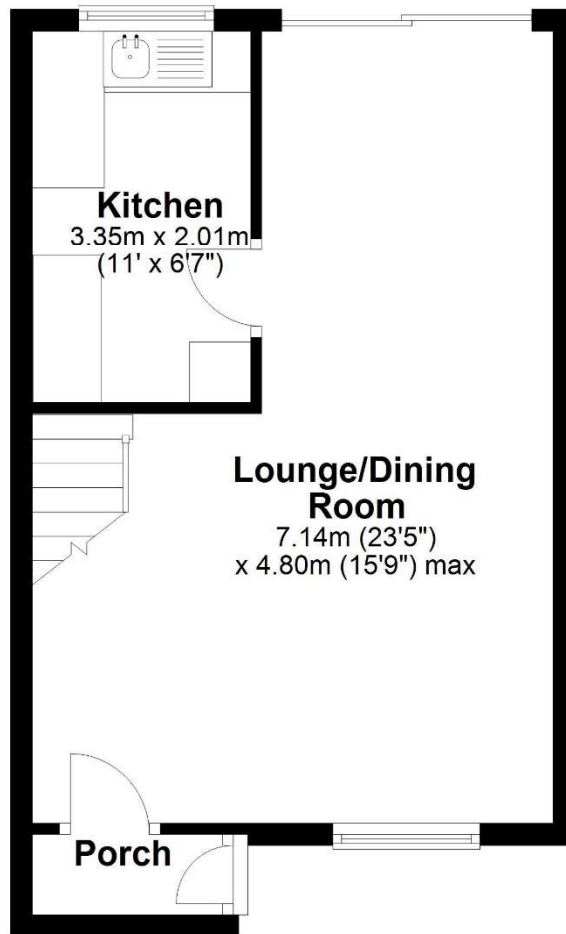 Kitchen
3.35m x 2.01m
(11' x 6'7")
Lounge/Dining
Room
7.14m (23'5")
x 4.80m (15'9") max
Porch